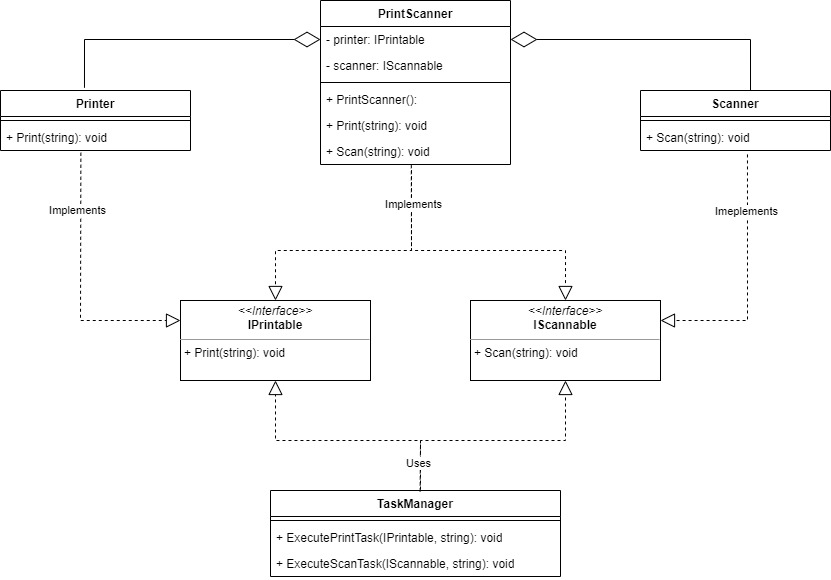 PrintScanner
- printer: IPrintable
- scanner: IScannable
+ PrintScanner():
+ Print(string): void
+ Scan(string): void
Printer
+ Print(string): void
Scanner
+ Scan(string): void
Implements
Implements
Imeplements
<<Interface>>
IPrintable
+ Print(string): void
<<Interface>>
IScannable
+ Scan(string): void
Uses
TaskManager
+ ExecutePrintTask(IPrintable, string): void
+ ExecuteScanTask(IScannable, string): void